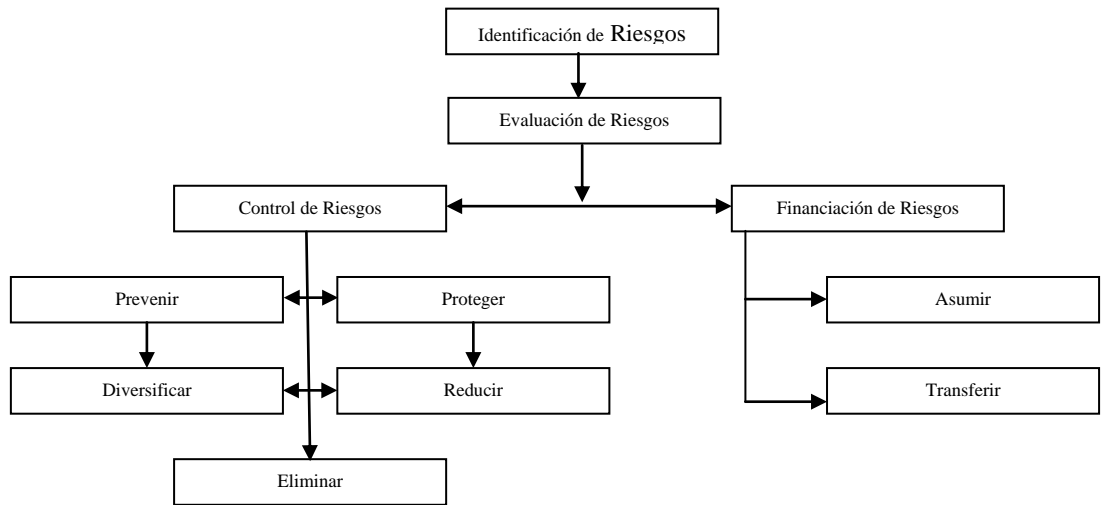 Identificación de Riesgos
Evaluación de Riesgos
Control de Riesgos
Financiación de Riesgos
Prevenir
Proteger
Asumir
Diversificar
Reducir
Transferir
Eliminar